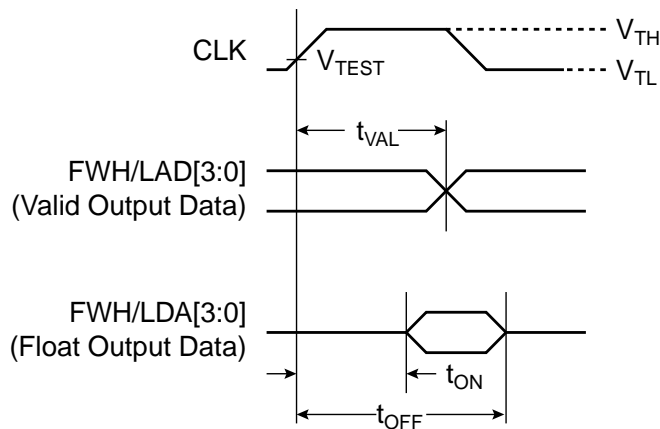 CLK
V_TEST
V_TH
V_TL
t_VAL
FWH/LAD[3:0]
(Valid Output Data)
FWH/LDA[3:0]
(Float Output Data)
t_ON
t_OFF